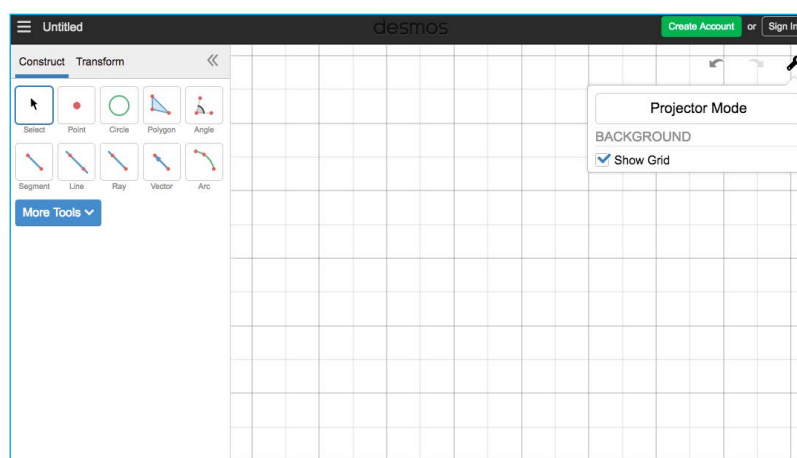 Untitled
desmos
Create Account or Sign In
Construct Transform
Select Point Circle Polygon Angle
Segment Line Ray Vector Arc
More Tools
Projector Mode
BACKGROUND
Show Grid